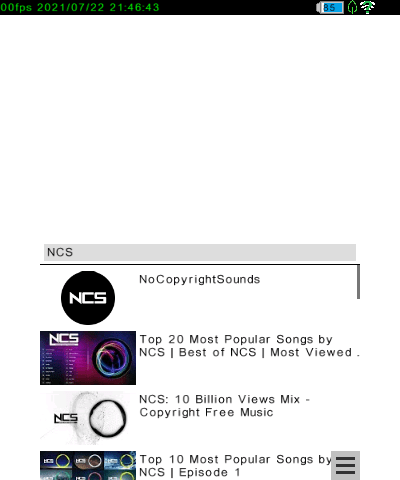 00fps 2021/07/22 21:46:43
85
NCS
NCS
NoCopyrightSounds
NCS
Top 20 Most Popular Songs by
NCS | Best of NCS | Most Viewed .
NCS
NCS: 10 Billion Views Mix -
Copyright Free Music
Top 10 Most Popular Songs by
NCS | Episode 1